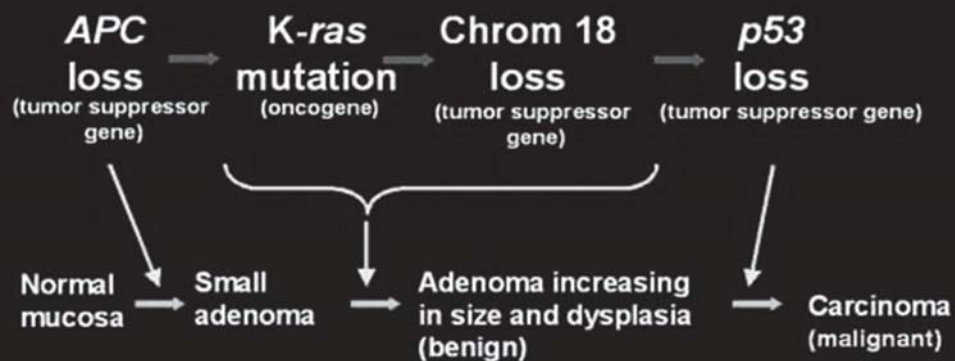 APC
loss
(tumor suppressor
gene)
K-ras
mutation
(oncogene)
Chrom 18
loss
(tumor suppressor
gene)
p53
loss
(tumor suppressor gene)
Normal
mucosa
Small
adenoma
Adenoma increasing
in size and dysplasia
(benign)
Carcinoma
(malignant)